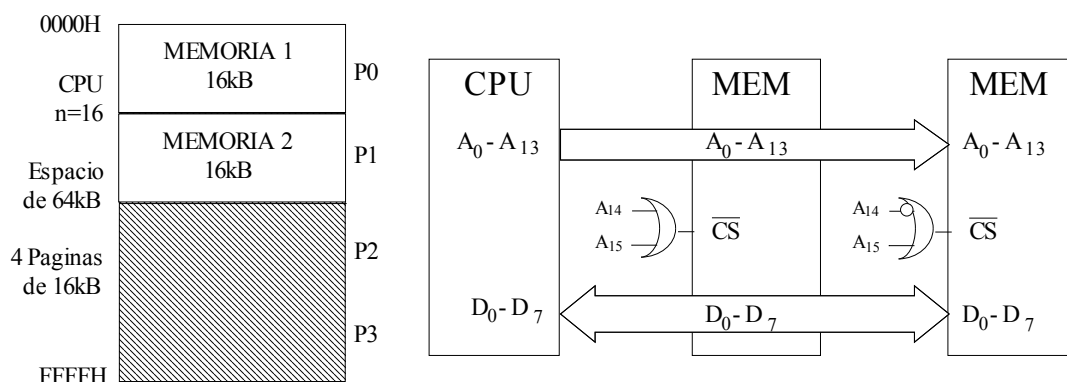 0000H
CPU
n=16
Espacio
de 64kB
4 Paginas
de 16kB
FFFFH
MEMORIA 1
16kB
MEMORIA 2
16kB
P0
P1
P2
P3
CPU
A0 - A13
D0 - D7
MEM
A0 - A13
A14
A15
CS
D0 - D7
MEM
A0 - A13
A14
A15
CS
D0 - D7